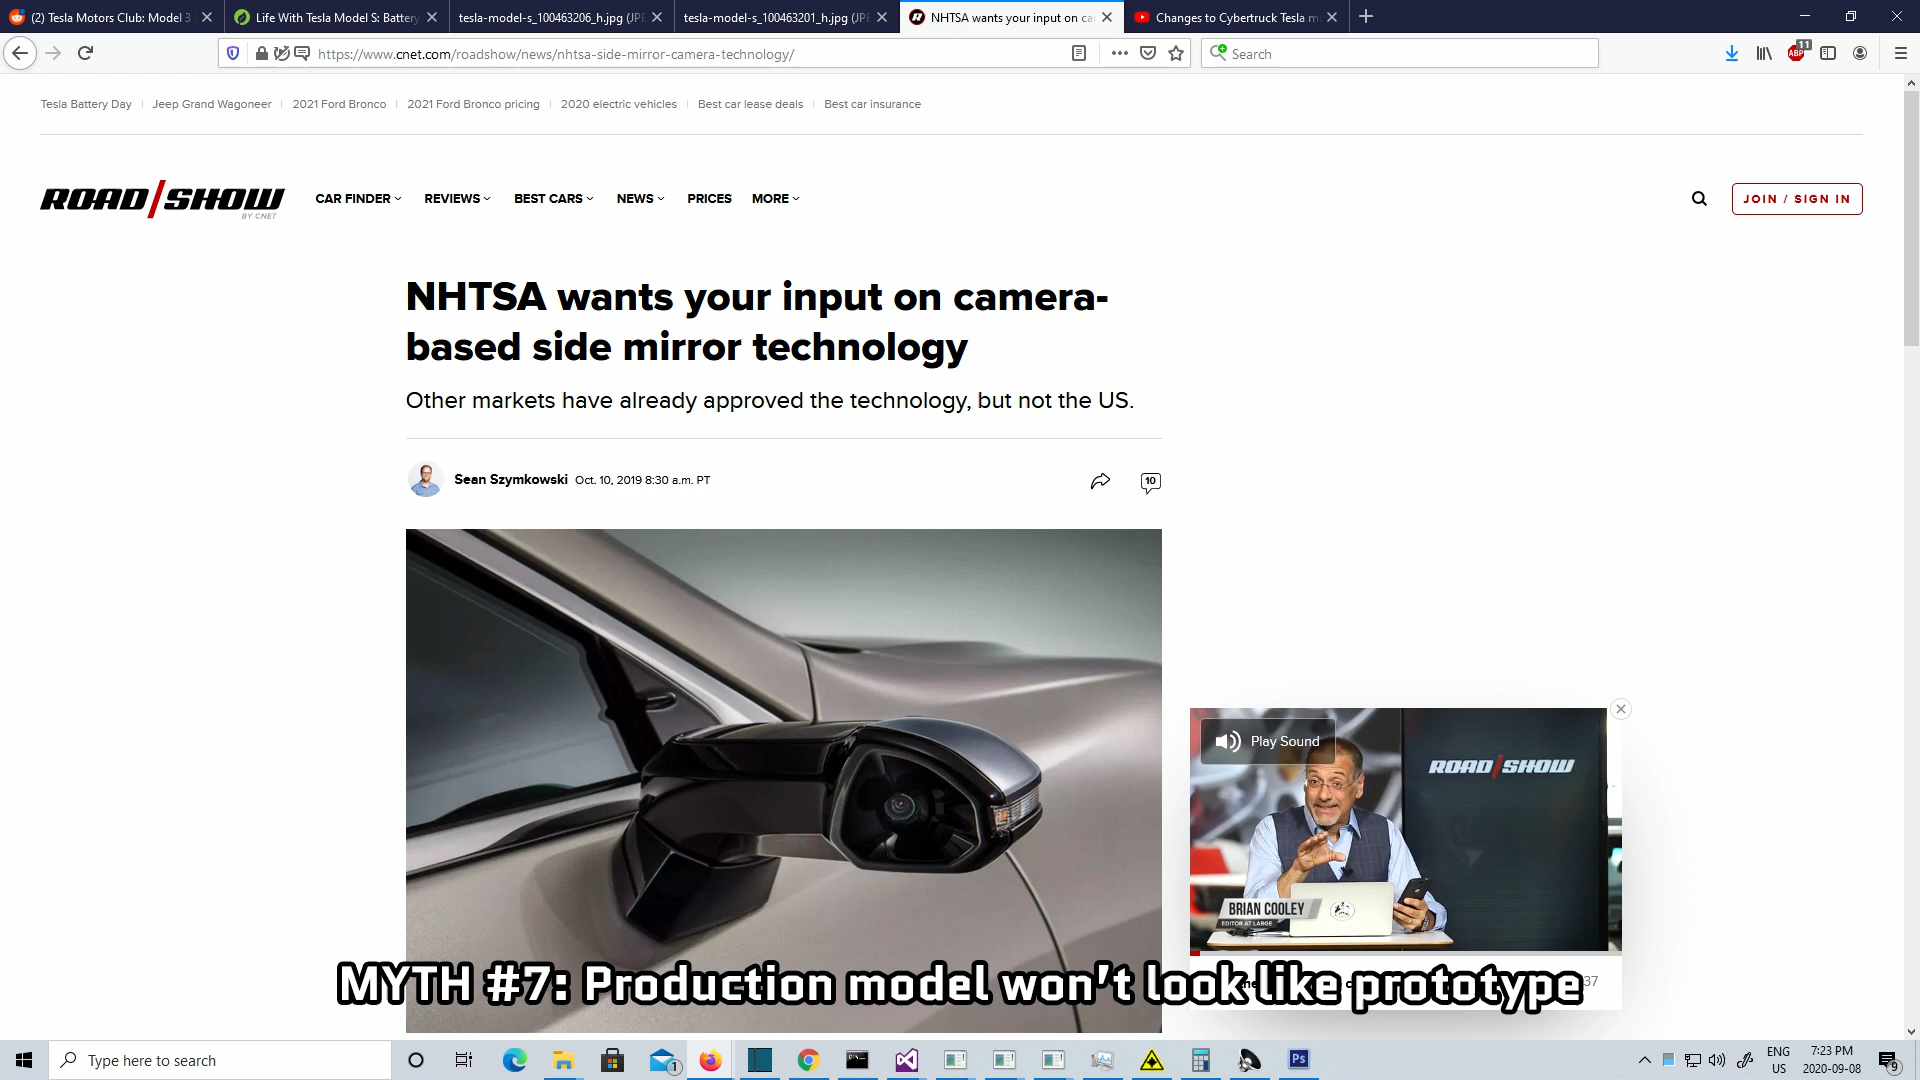 (2) Tesla Motors Club: Model 3
Life With Tesla Model S: Battery
tesla-model-s_100463206_h.jpg (JPE
tesla-model-s_100463201_h.jpg (JPE
NHTSA wants your input on ca
Changes to Cybertruck Tesla m
https://www.cnet.com/roadshow/news/nhtsa-side-mirror-camera-technology/
Search
ABP
11
Tesla Battery Day
Jeep Grand Wagoneer
2021 Ford Bronco
2021 Ford Bronco pricing
2020 electric vehicles
Best car lease deals
Best car insurance
ROAD/SHOW
BY CNET
CAR FINDER
REVIEWS
BEST CARS
NEWS
PRICES
MORE
JOIN / SIGN IN
NHTSA wants your input on camera-
based side mirror technology
Other markets have already approved the technology, but not the US.
Sean Szymkowski Oct. 10, 2019 8:30 a.m. PT
10
Play Sound
ROAD/SHOW
BRIAN COOLEY
EDITOR AT LARGE
37
MYTH #7: Production model won't look like prototype
Type here to search
1
Ps
ENG
US
7:23 PM
2020-09-08
9